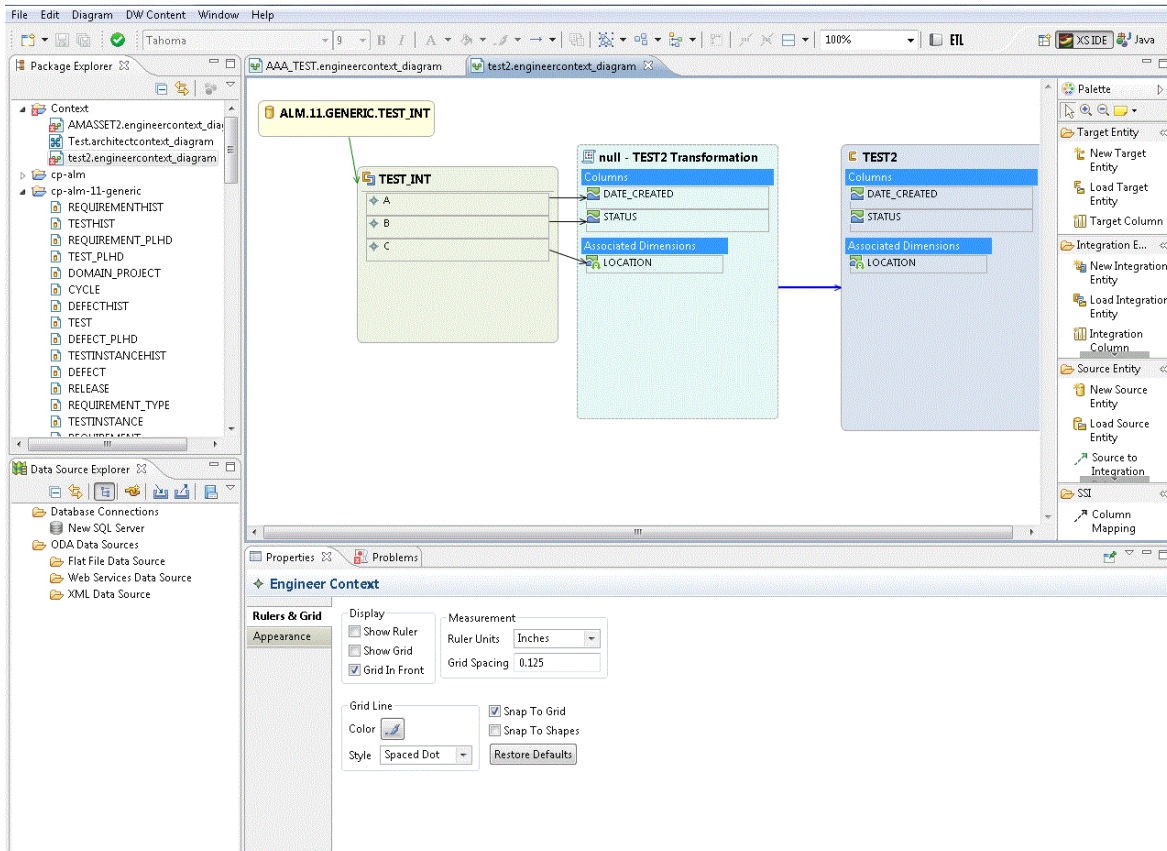 File Edit Diagram DW Content Window Help
Tahoma 9 B I A 100% ETL XS IDE Java
Package Explorer
Context
AMASSET2.engineercontext_dia
Test.architectcontext_diagram
test2.engineercontext_diagram
cp-alm
cp-alm-11-generic
REQUIREMENTHIST
TESTHIST
REQUIREMENT_PLHD
TEST_PLHD
DOMAIN_PROJECT
CYCLE
DEFECTHIST
TEST
DEFECT_PLHD
TESTINSTANCEHIST
DEFECT
RELEASE
REQUIREMENT_TYPE
TESTINSTANCE
REQUIREMENT
Data Source Explorer
Database Connections
New SQL Server
ODA Data Sources
Flat File Data Source
Web Services Data Source
XML Data Source
AAA_TEST.engineercontext_diagram
test2.engineercontext_diagram
ALM.11.GENERIC.TEST_INT
TEST_INT
A
B
C
null - TEST2 Transformation
Columns
DATE_CREATED
STATUS
Associated Dimensions
LOCATION
TEST2
Columns
DATE_CREATED
STATUS
Associated Dimensions
LOCATION
Palette
Target Entity
New Target
Entity
Load Target
Entity
Target Column
Integration E...
New Integration
Entity
Load Integration
Entity
Integration
Column
Source Entity
New Source
Entity
Load Source
Entity
Source to
Integration
SSI
Column
Mapping
Properties
Problems
Engineer Context
Rulers & Grid
Appearance
Display
Show Ruler
Show Grid
Grid In Front
Measurement
Ruler Units Inches
Grid Spacing 0.125
Grid Line
Color
Style Spaced Dot
Snap To Grid
Snap To Shapes
Restore Defaults